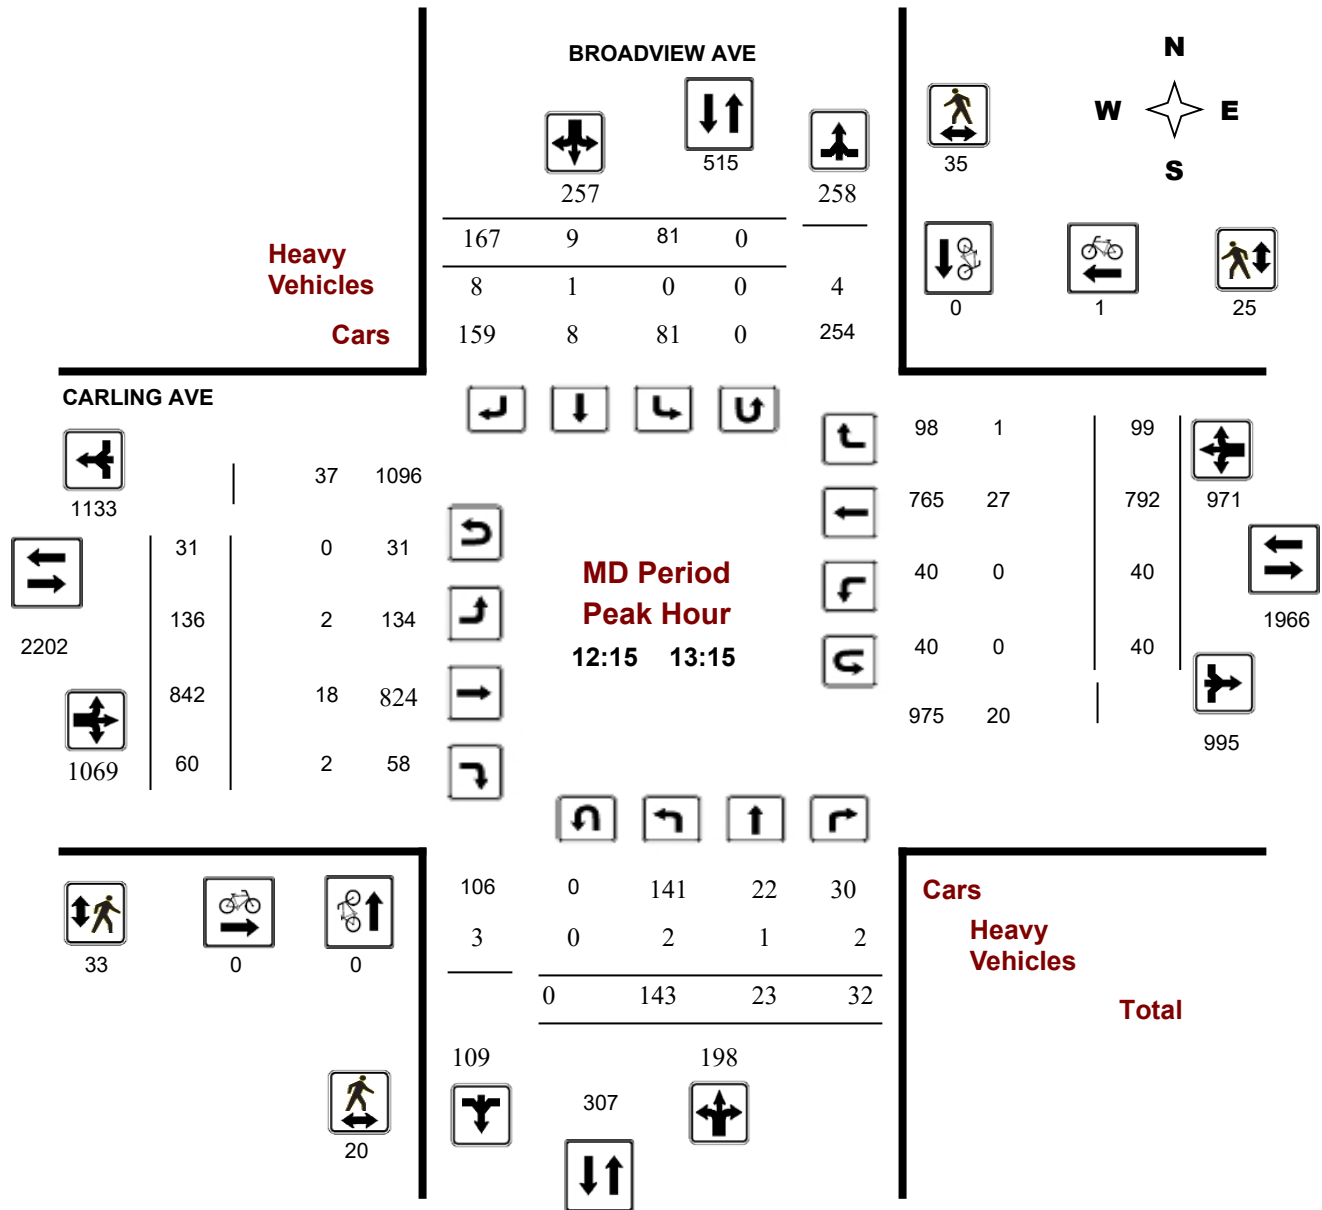 BROADVIEW AVE
N
W E
S
515
35
257 258
167 9 81 0
Heavy
Vehicles
8 1 0 0 4
Cars
159 8 81 0 254
0 1 25
CARLING AVE
98 1 99
37 1096
1133
765 27 792 971
31 0 31
MD Period
40 0 40
136 2 134
Peak Hour
1966
2202
12:15 13:15
40 0 40
842 18 824
975 20
995
1069 60 2 58
106 0 141 22 30
Cars
3 0 2 1 2
Heavy
Vehicles
33 0 0
0 143 23 32
Total
109 198
307
20